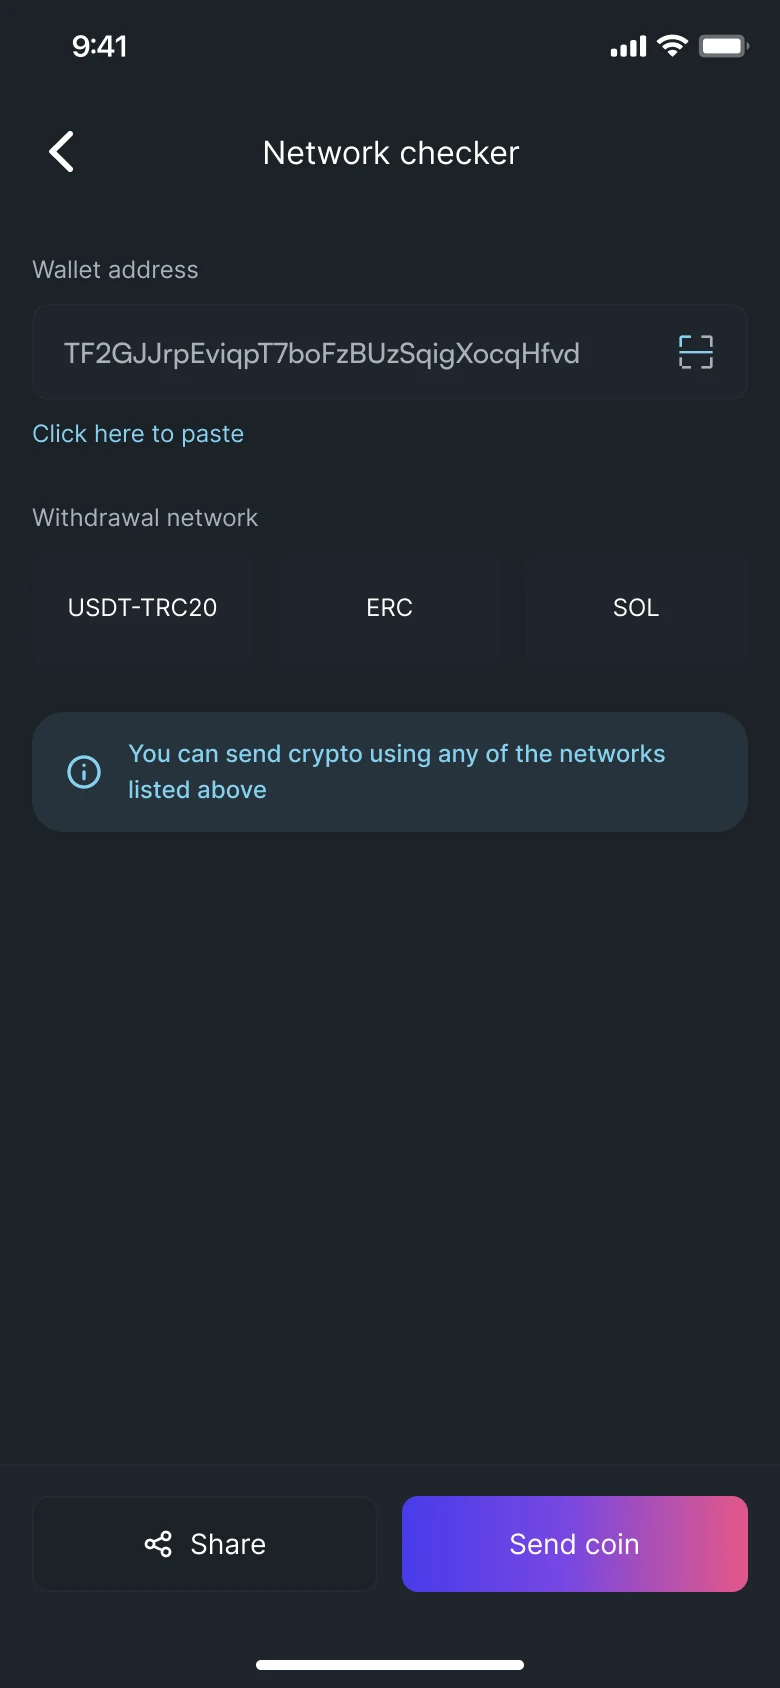 9:41
Network checker
Wallet address
TF2GJJrpEviqpT7boFzBUzSqigXocqHfvd
Click here to paste
Withdrawal network
USDT-TRC20 ERC SOL
You can send crypto using any of the networks
listed above
Share Send coin